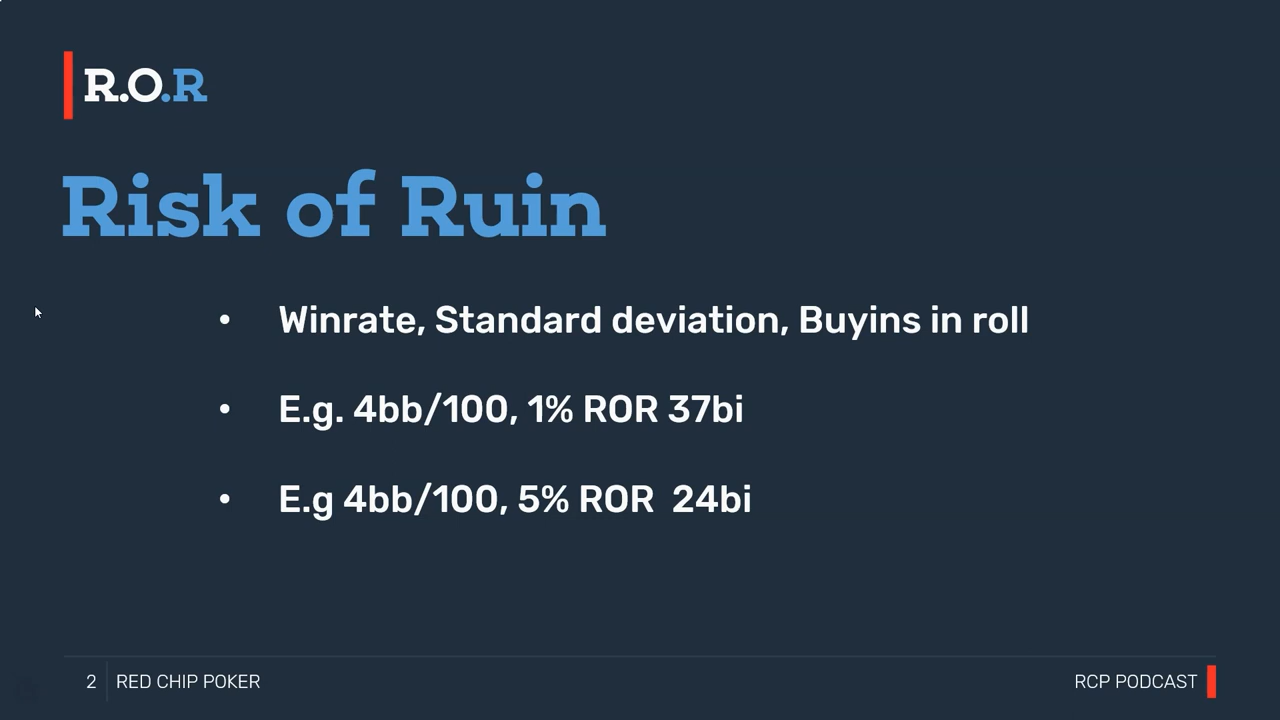 R.O.R
Risk of Ruin
• Winrate, Standard deviation, Buyins in roll
• E.g. 4bb/100, 1% ROR 37bi
• E.g 4bb/100, 5% ROR  24bi
2 RED CHIP POKER
RCP PODCAST